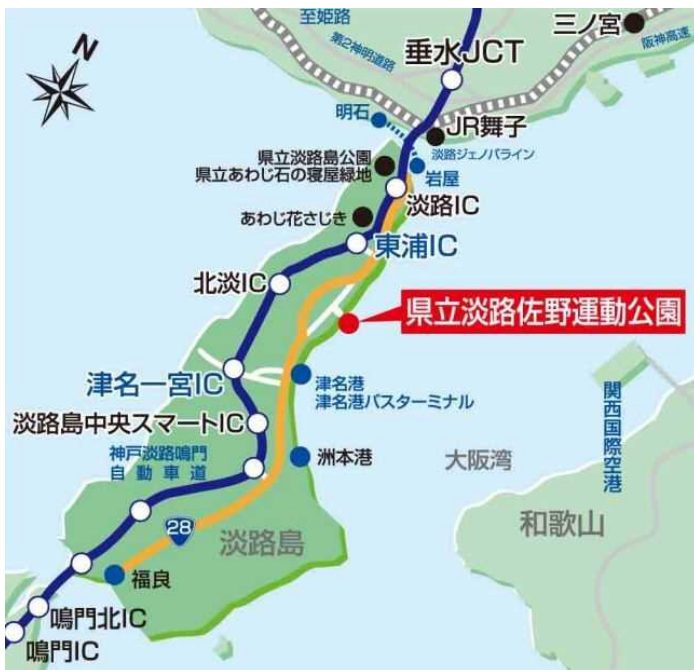 至姫路
三ノ宮
N
第2神明道路
阪神高速
垂水JCT
明石
JR舞子
淡路ジェノバライン
県立淡路島公園
県立あわじ石の寝屋緑地
岩屋
淡路IC
あわじ花さじき
東浦IC
北淡IC
県立淡路佐野運動公園
津名一宮IC
津名港
津名港バスターミナル
関西国際空港
淡路島中央スマートIC
神戸淡路鳴門
自動車道
洲本港
大阪湾
和歌山
28
淡路島
福良
鳴門北IC
鳴門IC